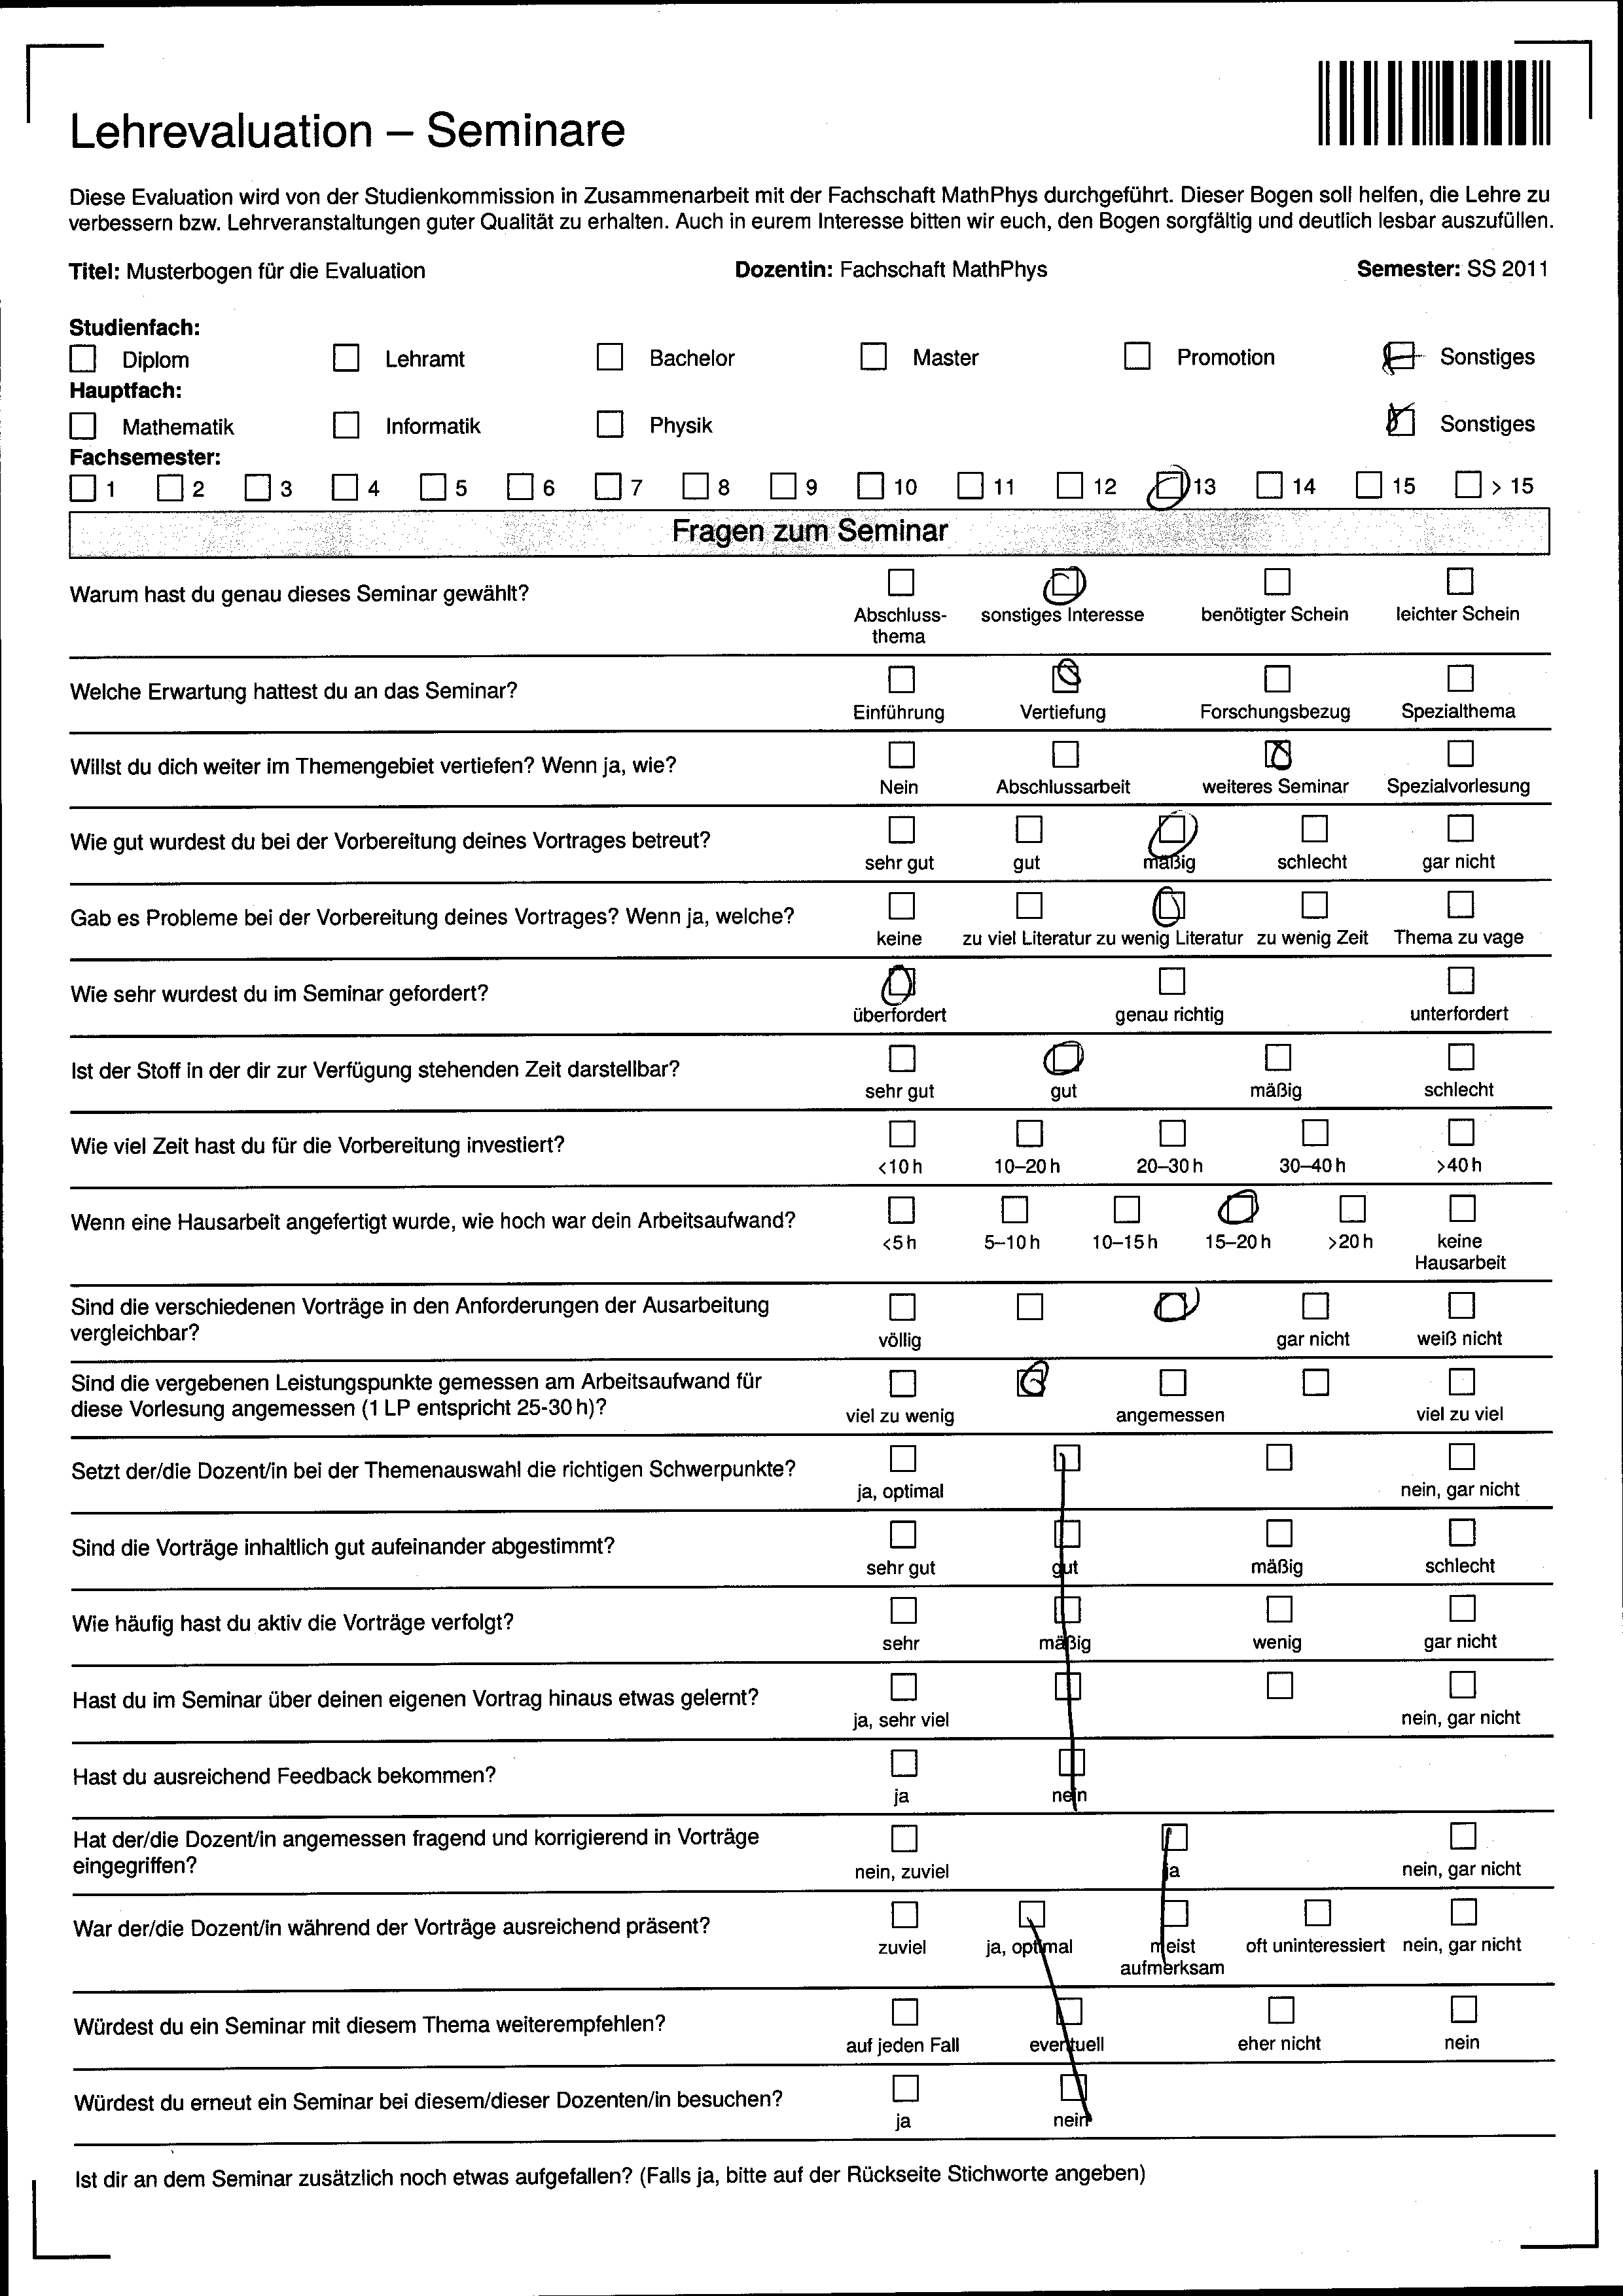 Lehrevaluation – Seminare
Diese Evaluation wird von der Studienkommission in Zusammenarbeit mit der Fachschaft MathPhys durchgeführt. Dieser Bogen soll helfen, die Lehre zu
verbessern bzw. Lehrveranstaltungen guter Qualität zu erhalten. Auch in eurem Interesse bitten wir euch, den Bogen sorgfältig und deutlich lesbar auszufüllen.
Titel: Musterbogen für die Evaluation Dozentin: Fachschaft MathPhys Semester: SS 2011
Studienfach:
Diplom Lehramt Bachelor Master Promotion Sonstiges
Hauptfach:
Mathematik Informatik Physik Sonstiges
Fachsemester:
1 2 3 4 5 6 7 8 9 10 11 12 13 14 15 > 15
Fragen zum Seminar
Warum hast du genau dieses Seminar gewählt?
Abschluss- sonstiges Interesse benötigter Schein leichter Schein
thema
Welche Erwartung hattest du an das Seminar?
Einführung Vertiefung Forschungsbezug Spezialthema
Willst du dich weiter im Themengebiet vertiefen? Wenn ja, wie?
Nein Abschlussarbeit weiteres Seminar Spezialvorlesung
Wie gut wurdest du bei der Vorbereitung deines Vortrages betreut?
sehr gut gut mäßig schlecht gar nicht
Gab es Probleme bei der Vorbereitung deines Vortrages? Wenn ja, welche?
keine zu viel Literatur zu wenig Literatur zu wenig Zeit Thema zu vage
Wie sehr wurdest du im Seminar gefordert?
überfordert genau richtig unterfordert
Ist der Stoff in der dir zur Verfügung stehenden Zeit darstellbar?
sehr gut gut mäßig schlecht
Wie viel Zeit hast du für die Vorbereitung investiert?
<10 h 10–20 h 20–30 h 30–40 h >40 h
Wenn eine Hausarbeit angefertigt wurde, wie hoch war dein Arbeitsaufwand?
<5 h 5–10 h 10–15 h 15–20 h >20 h keine
Hausarbeit
Sind die verschiedenen Vorträge in den Anforderungen der Ausarbeitung
vergleichbar?
völlig gar nicht weiß nicht
Sind die vergebenen Leistungspunkte gemessen am Arbeitsaufwand für
diese Vorlesung angemessen (1 LP entspricht 25-30 h)?
viel zu wenig angemessen viel zu viel
Setzt der/die Dozent/in bei der Themenauswahl die richtigen Schwerpunkte?
ja, optimal nein, gar nicht
Sind die Vorträge inhaltlich gut aufeinander abgestimmt?
sehr gut gut mäßig schlecht
Wie häufig hast du aktiv die Vorträge verfolgt?
sehr mäßig wenig gar nicht
Hast du im Seminar über deinen eigenen Vortrag hinaus etwas gelernt?
ja, sehr viel nein, gar nicht
Hast du ausreichend Feedback bekommen?
ja nein
Hat der/die Dozent/in angemessen fragend und korrigierend in Vorträge
eingegriffen?
nein, zuviel ja nein, gar nicht
War der/die Dozent/in während der Vorträge ausreichend präsent?
zuviel ja, optimal meist oft uninteressiert nein, gar nicht
aufmerksam
Würdest du ein Seminar mit diesem Thema weiterempfehlen?
auf jeden Fall eventuell eher nicht nein
Würdest du erneut ein Seminar bei diesem/dieser Dozenten/in besuchen?
ja nein
Ist dir an dem Seminar zusätzlich noch etwas aufgefallen? (Falls ja, bitte auf der Rückseite Stichworte angeben)